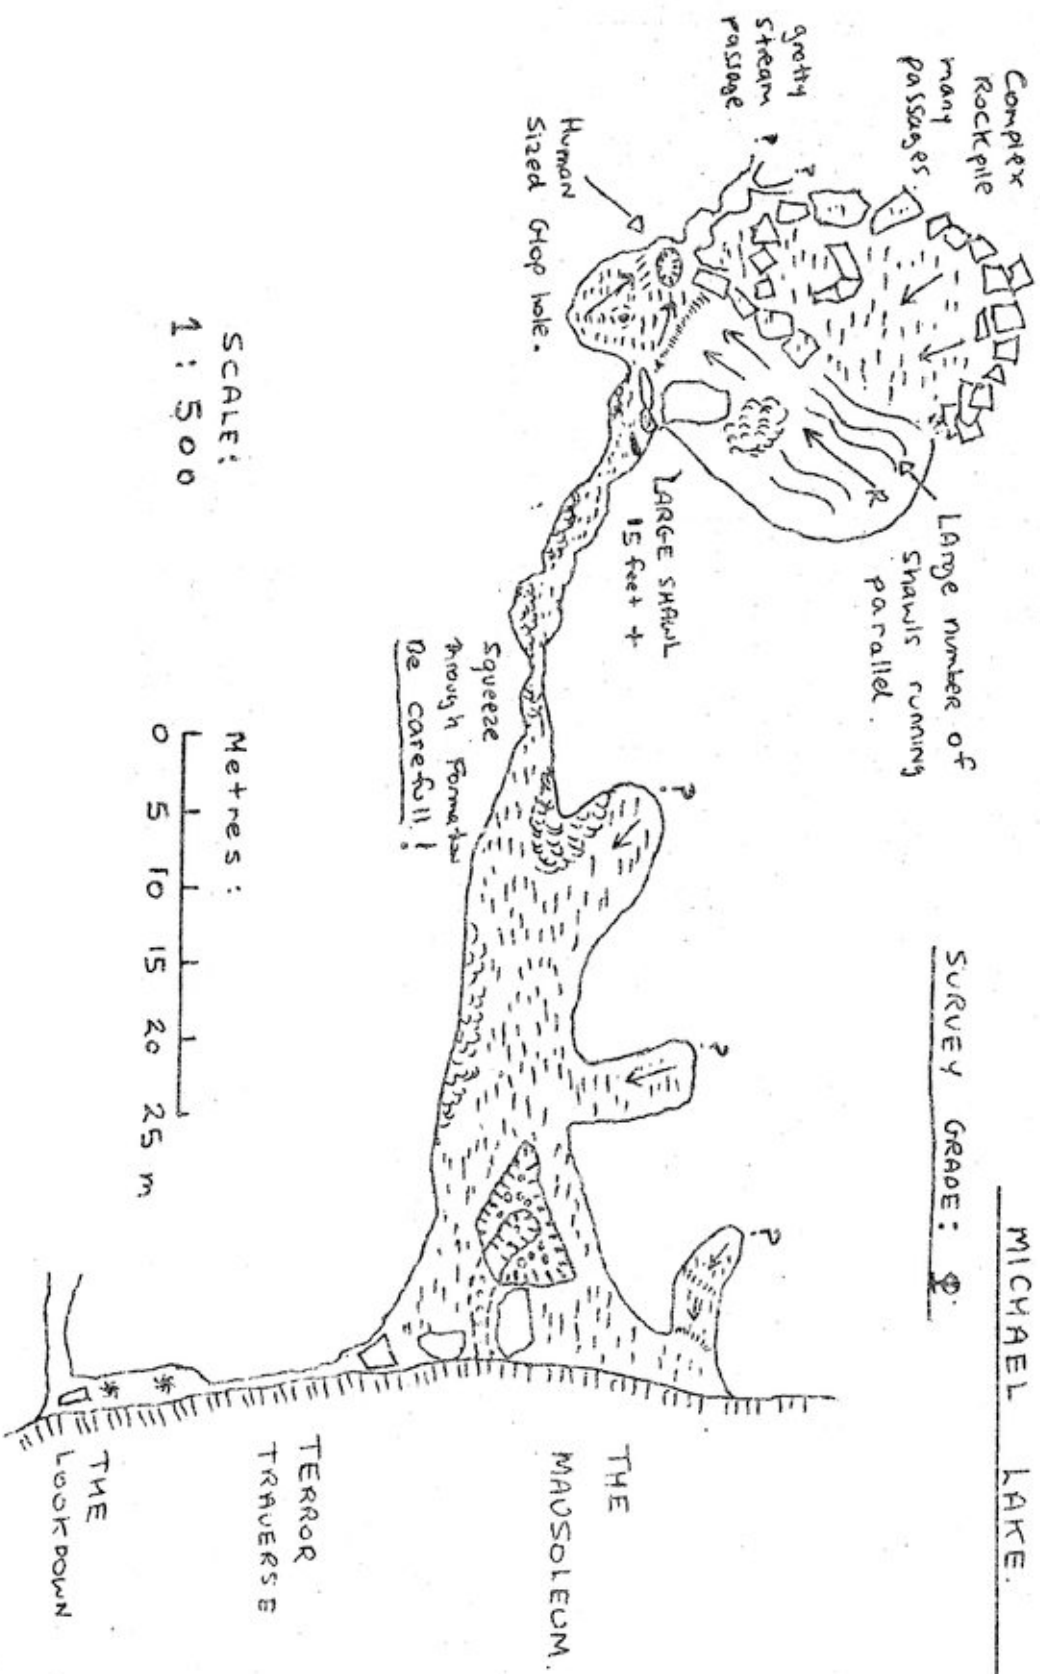 MICHAEL LAKE.
SURVEY GRADE: Φ.
Complex
Rockpile
many
passages.
grotty
stream ?
passage.
?
Human
Sized Glop hole.
Large number of
shawls running
parallel.
R
LARGE SHAWL
15 feet +
Squeeze
through Formation
Be carefull!
?
?
?
SCALE:
1:500
Metres:
0 5 10 15 20 25 m
THE
MAUSOLEUM.
TERROR
TRAVERSE
THE
LOOKDOWN